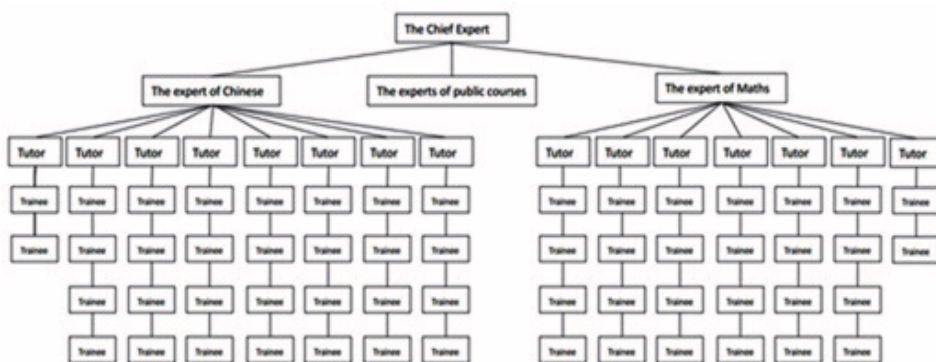 The Chief Expert
The expert of Chinese The experts of public courses The expert of Maths
Tutor Tutor Tutor Tutor Tutor Tutor Tutor Tutor Tutor Tutor Tutor Tutor Tutor Tutor Tutor
Trainee Trainee Trainee Trainee Trainee Trainee Trainee Trainee Trainee Trainee Trainee Trainee Trainee Trainee Trainee
Trainee Trainee Trainee Trainee Trainee Trainee Trainee Trainee Trainee Trainee Trainee Trainee Trainee Trainee Trainee
Trainee Trainee Trainee Trainee Trainee Trainee Trainee Trainee Trainee Trainee Trainee Trainee Trainee
Trainee Trainee Trainee Trainee Trainee Trainee Trainee Trainee Trainee Trainee Trainee Trainee Trainee